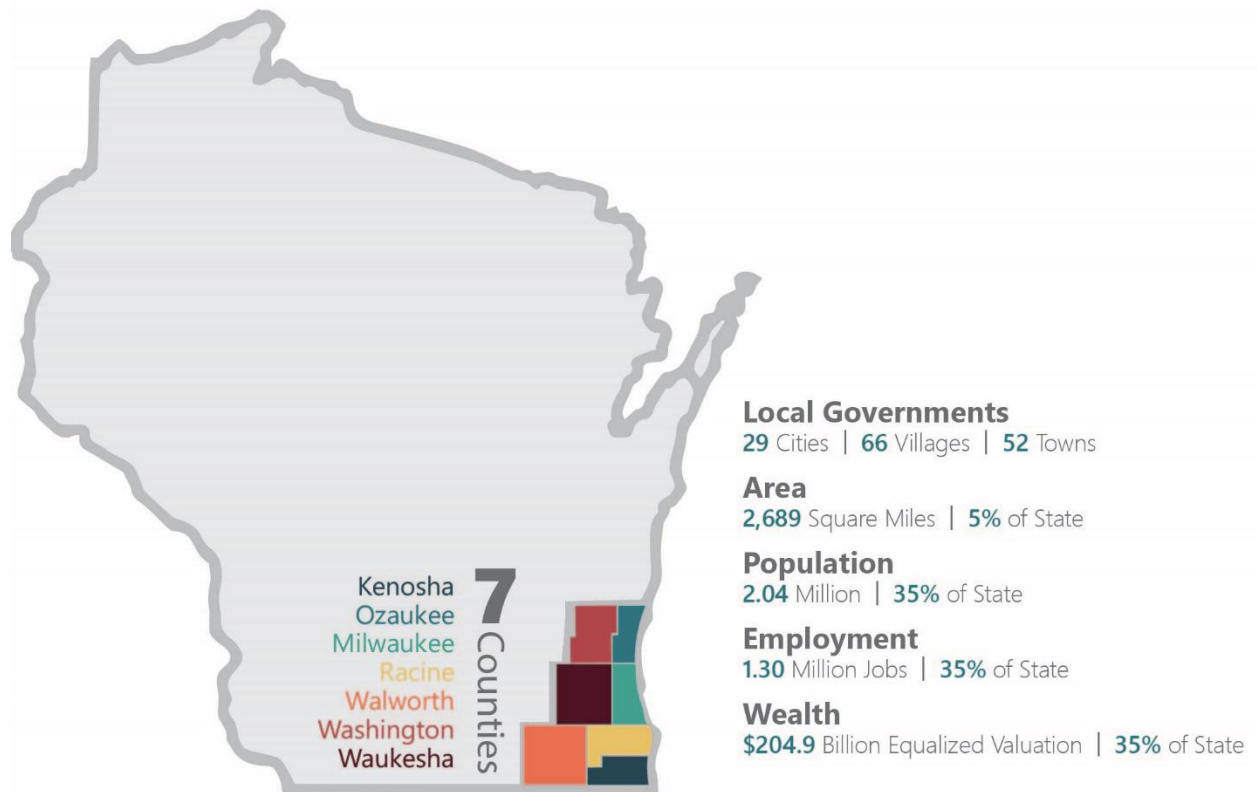 Kenosha
Ozaukee
Milwaukee
Racine
Walworth
Washington
Waukesha
7
Counties
Local Governments
29 Cities | 66 Villages | 52 Towns
Area
2,689 Square Miles | 5% of State
Population
2.04 Million | 35% of State
Employment
1.30 Million Jobs | 35% of State
Wealth
$204.9 Billion Equalized Valuation | 35% of State